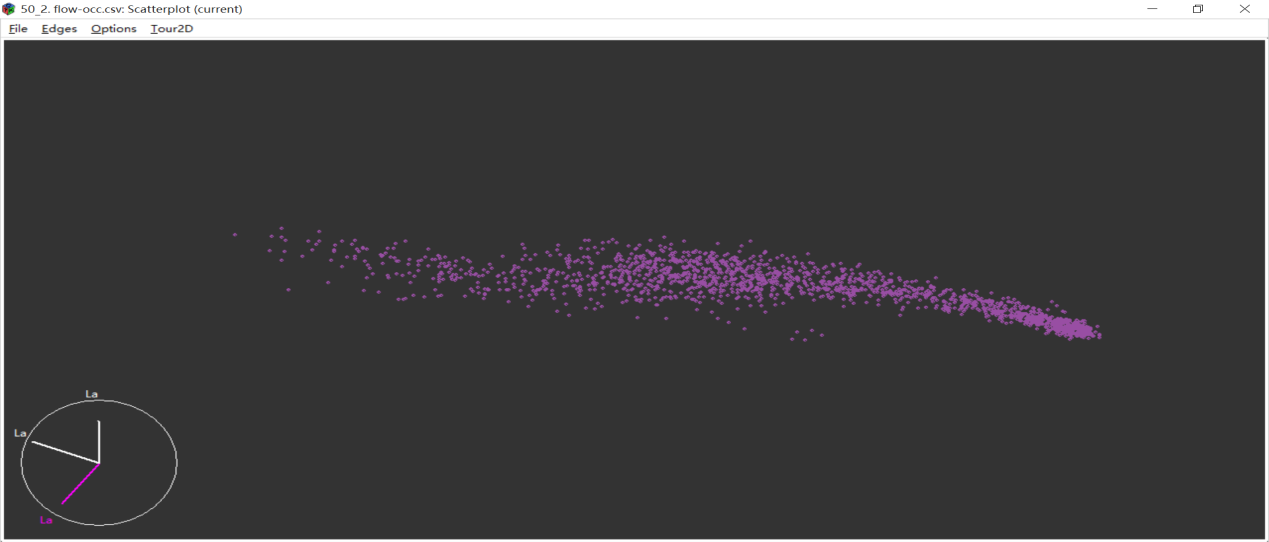 50_2. flow-occ.csv: Scatterplot (current)
File Edges Options Tour2D
La
La
La